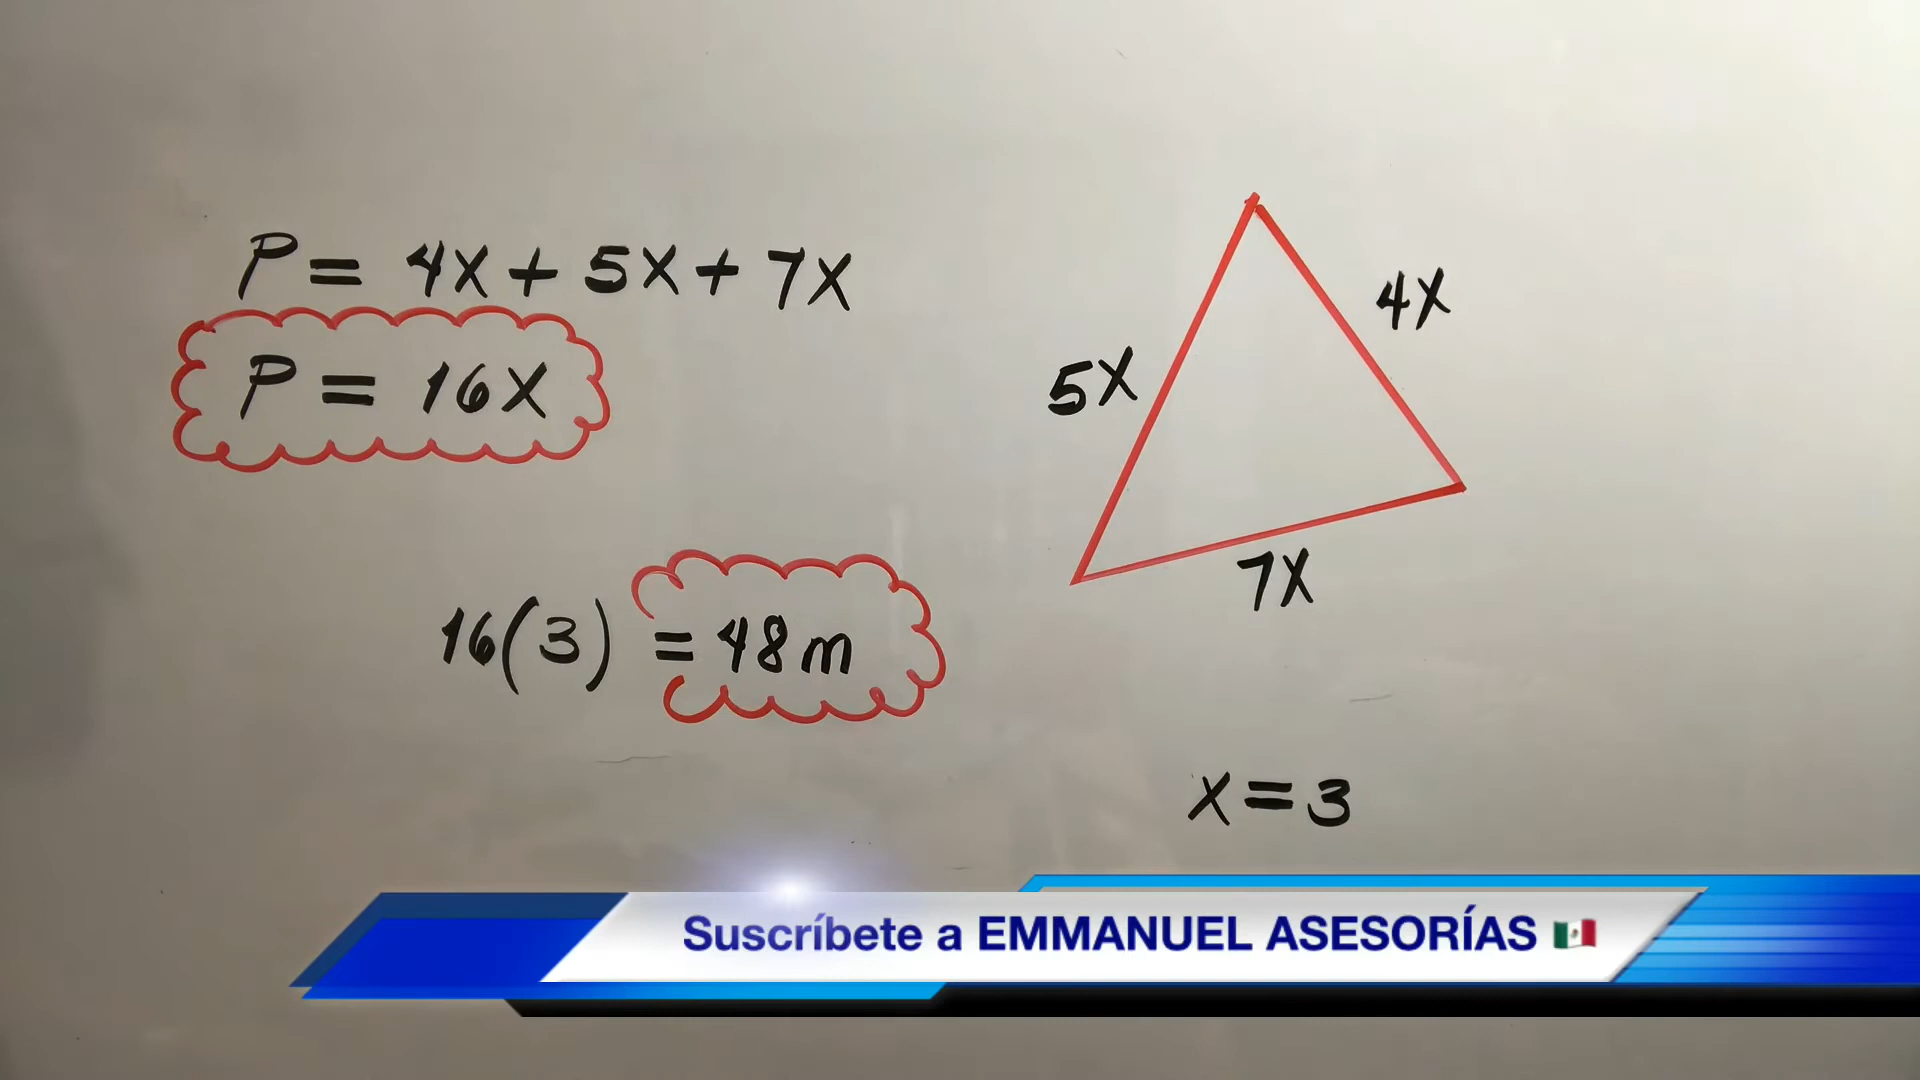 P = 4x + 5x + 7x
P = 16x
16(3) = 48m
5x
4x
7x
x = 3
Suscríbete a EMMANUEL ASESORÍAS